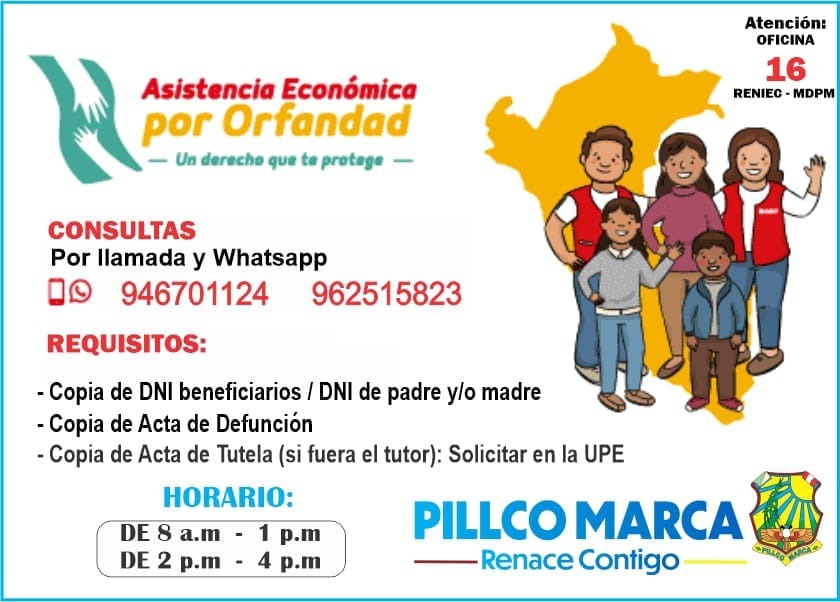 Atención:
OFICINA
16
RENIEC - MDPM
Asistencia Económica
por Orfandad
Un derecho que te protege
CONSULTAS
Por llamada y Whatsapp
946701124 962515823
REQUISITOS:
- Copia de DNI beneficiarios / DNI de padre y/o madre
- Copia de Acta de Defunción
- Copia de Acta de Tutela (si fuera el tutor): Solicitar en la UPE
HORARIO:
DE 8 a.m - 1 p.m
DE 2 p.m - 4 p.m
PILLCO MARCA
Renace Contigo
PILLCO MARCA